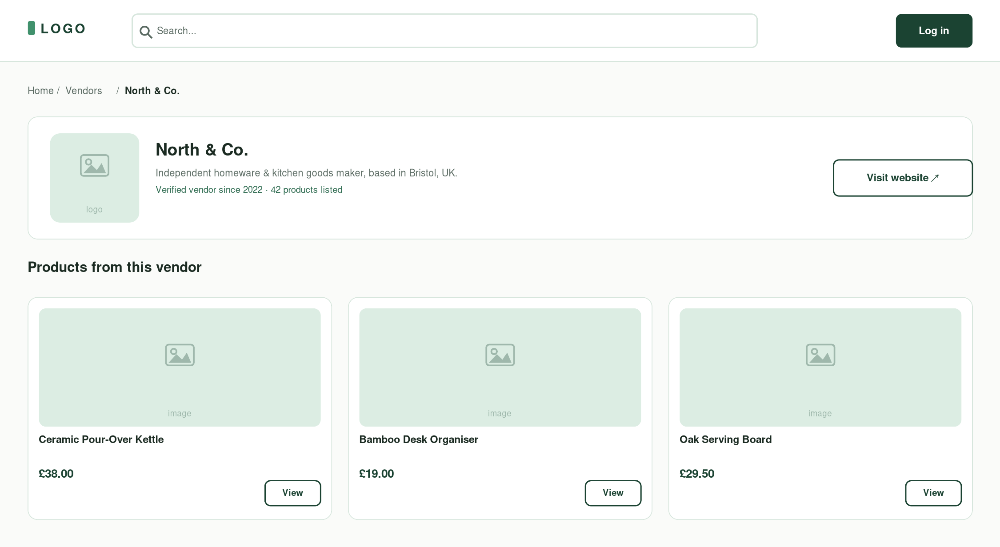 LOGO
Search...
Log in
Home / Vendors / North & Co.
North & Co.
Independent homeware & kitchen goods maker, based in Bristol, UK.
Verified vendor since 2022 · 42 products listed
logo
Visit website ↗
Products from this vendor
image
image
image
Ceramic Pour-Over Kettle
Bamboo Desk Organiser
Oak Serving Board
£38.00
£19.00
£29.50
View
View
View